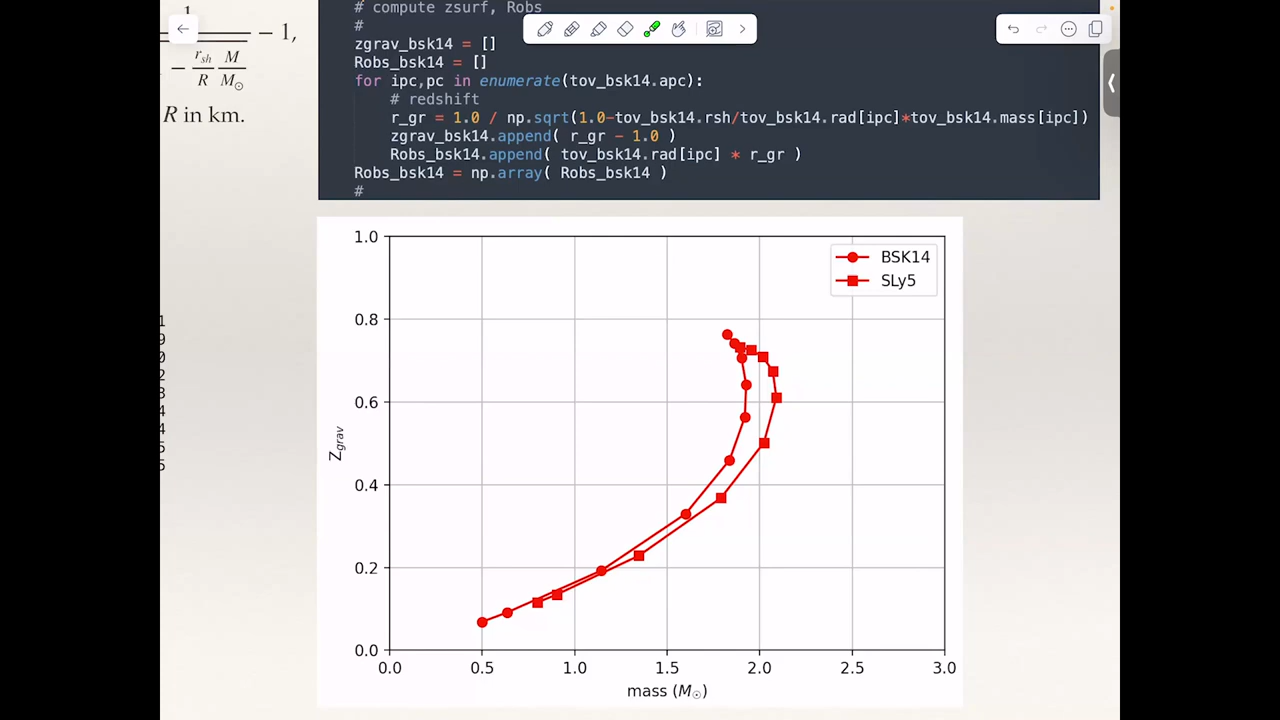 1
− 1,
− r_sh/R M/M⊙
R in km.
# compute zsurf, Robs
#
zgrav_bsk14 = []
Robs_bsk14 = []
for ipc,pc in enumerate(tov_bsk14.apc):
# redshift
r_gr = 1.0 / np.sqrt(1.0-tov_bsk14.rsh/tov_bsk14.rad[ipc]*tov_bsk14.mass[ipc])
zgrav_bsk14.append( r_gr - 1.0 )
Robs_bsk14.append( tov_bsk14.rad[ipc] * r_gr )
Robs_bsk14 = np.array( Robs_bsk14 )
#
BSK14
SLy5
1.0
0.8
0.6
0.4
0.2
0.0
Z_grav
0.0 0.5 1.0 1.5 2.0 2.5 3.0
mass (M⊙)